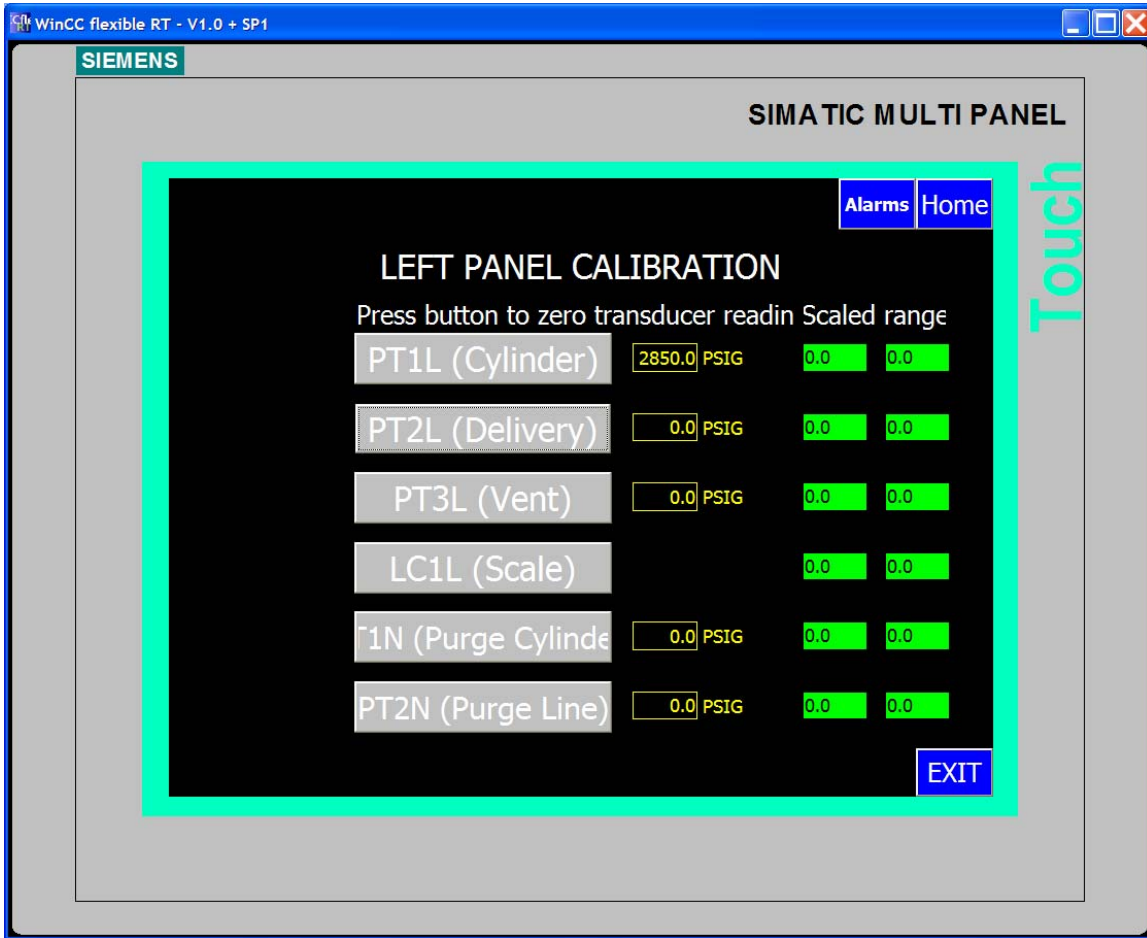 WinCC flexible RT - V1.0 + SP1
SIEMENS
SIMATIC MULTI PANEL
Touch
Alarms Home
LEFT PANEL CALIBRATION
Press button to zero transducer readin Scaled range
PT1L (Cylinder) 2850.0 PSIG 0.0 0.0
PT2L (Delivery) 0.0 PSIG 0.0 0.0
PT3L (Vent) 0.0 PSIG 0.0 0.0
LC1L (Scale) 0.0 0.0
T1N (Purge Cylinde 0.0 PSIG 0.0 0.0
PT2N (Purge Line) 0.0 PSIG 0.0 0.0
EXIT